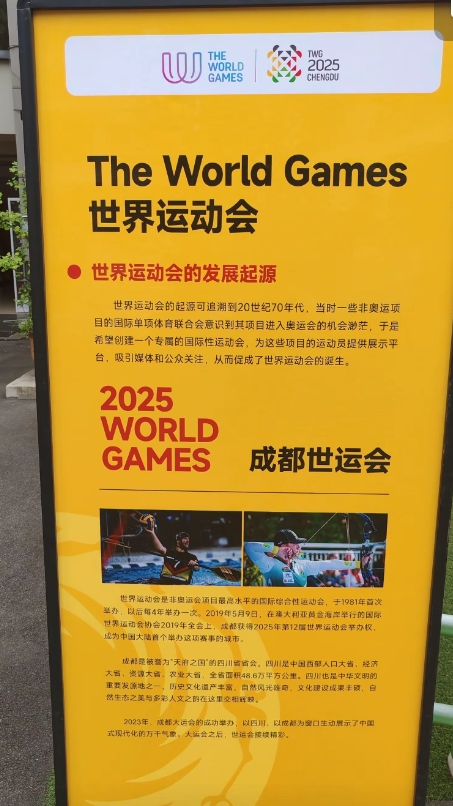 THE
WORLD
GAMES
TWG
2025
CHENGDU
The World Games
世界运动会
世界运动会的发展起源
世界运动会的起源可追溯到20世纪70年代，当时一些非奥运项
目的国际单项体育联合会意识到其项目进入奥运会的机会渺茫，于是
希望创建一个专属的国际性运动会，为这些项目的运动员提供展示平
台，吸引媒体和公众关注，从而促成了世界运动会的诞生。
2025
WORLD
GAMES
成都世运会
世界运动会是非奥运会项目最高水平的国际综合性运动会，于1981年首次
举办，以后每4年举办一次。2019年5月9日，在澳大利亚黄金海岸举行的国际
世界运动会协会2019年全会上，成都获得2025年第12届世界运动会举办权，
成为中国大陆首个举办这项赛事的城市。
成都是被誉为“天府之国”的四川省省会。四川是中国西部人口大省、经济
大省、资源大省、农业大省，全省面积48.6万平方公里。四川也是中华文明的
重要发源地之一，历史文化遗产丰富，自然风光雄奇，文化建设成果丰硕，自
然生态之美与多彩人文之韵在这里交相辉映。
2023年，成都大运会的成功举办，以四川、以成都为窗口生动展示了中国
式现代化的万千气象。大运会之后，世运会接续精彩。